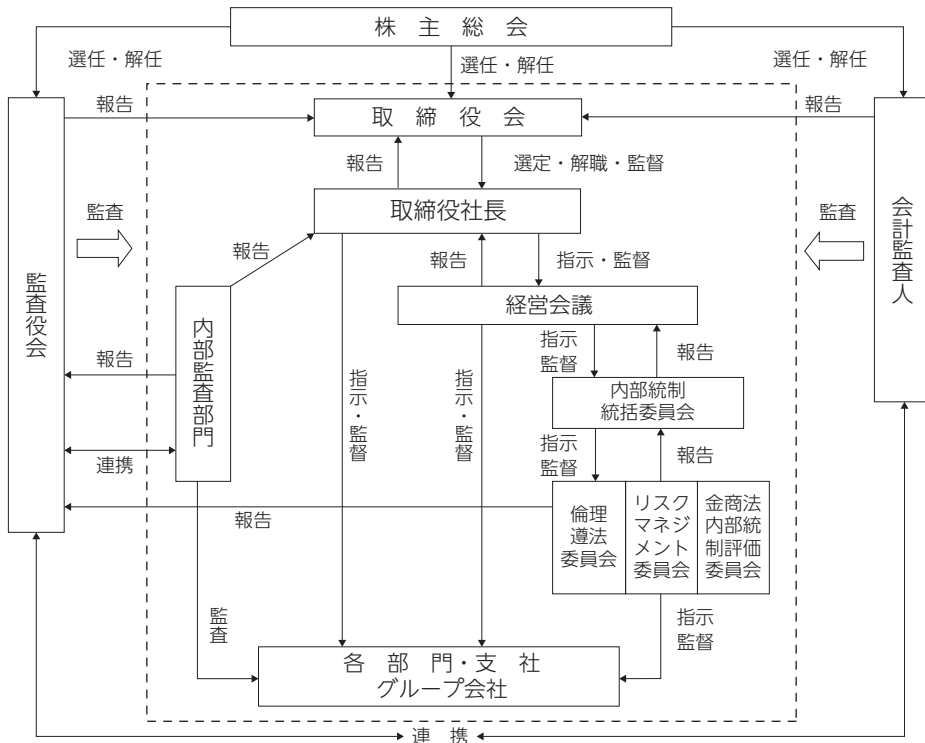 株主総会
選任・解任
選任・解任
選任・解任
報告
取締役会
報告
報告
選定・解職・監督
監査
取締役社長
監査
監査役会
会計監査人
報告
報告
指示・監督
経営会議
内部監査部門
指示
監督
報告
報告
指示・監督
指示・監督
内部統制
統括委員会
連携
指示
監督
報告
報告
倫理
遵法
委員会
リスク
マネジ
メント
委員会
金商法
内部統
制評価
委員会
監査
指示
監督
各部門・支社
グループ会社
連携